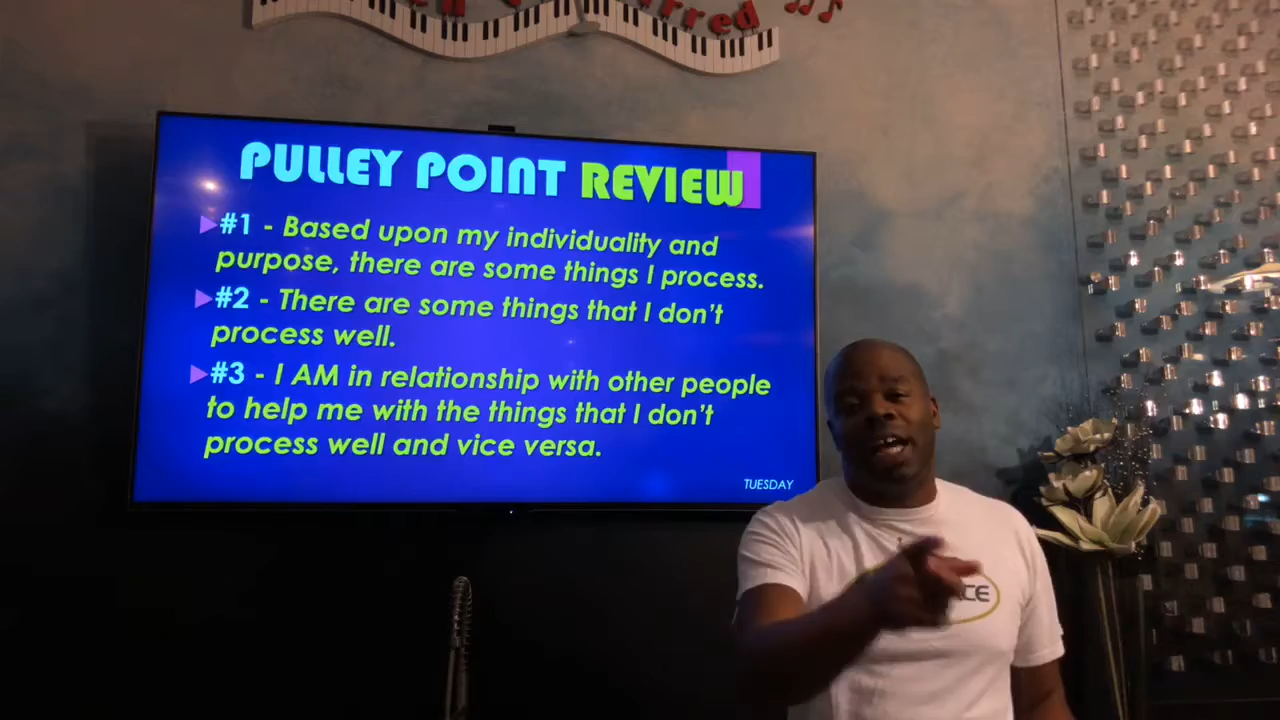 PULLEY POINT REVIEW
#1 - Based upon my individuality and
purpose, there are some things I process.
#2 - There are some things that I don't
process well.
#3 - I AM in relationship with other people
to help me with the things that I don't
process well and vice versa.
TUESDAY